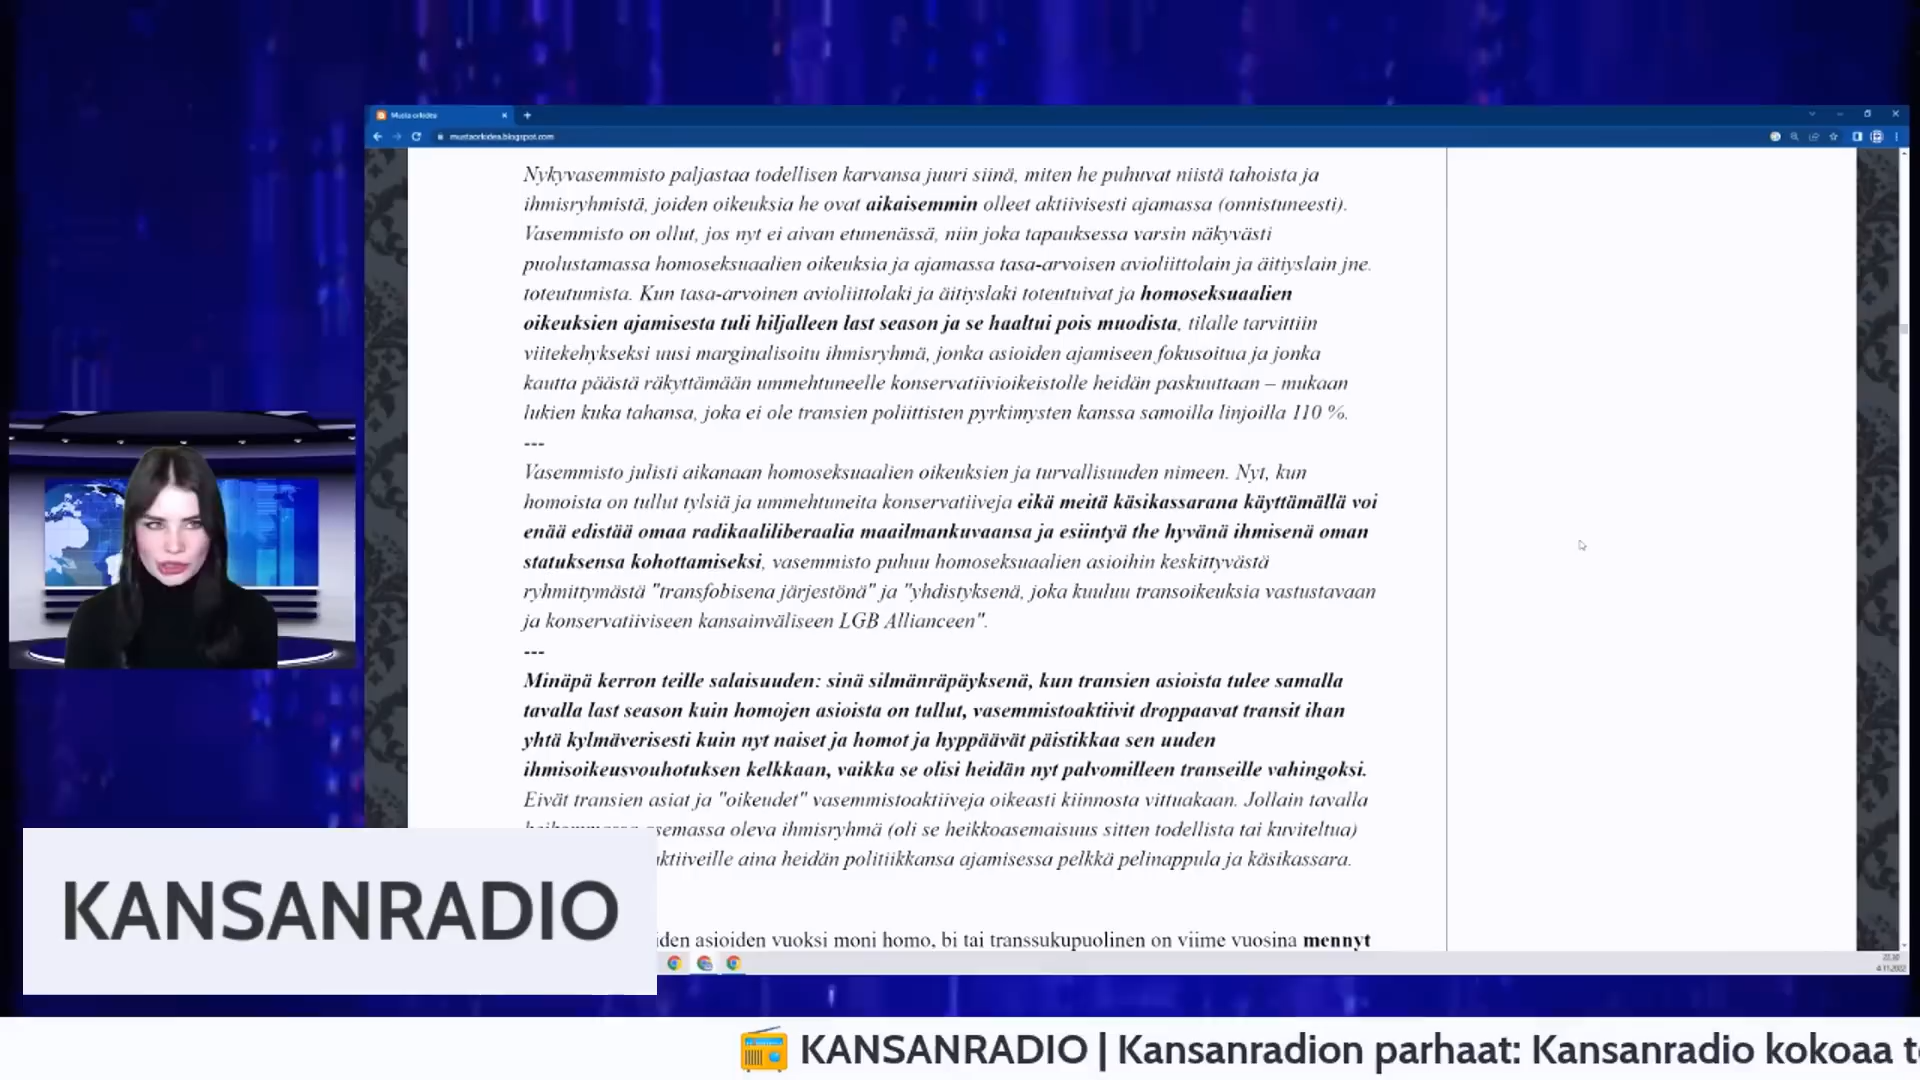 Musta orkidea
mustaorkidea.blogspot.com
Nykyvasemmisto paljastaa todellisen karvansa juuri siinä, miten he puhuvat niistä tahoista ja
ihmisryhmistä, joiden oikeuksia he ovat aikaisemmin olleet aktiivisesti ajamassa (onnistuneesti).
Vasemmisto on ollut, jos nyt ei aivan etunenässä, niin joka tapauksessa varsin näkyvästi
puolustamassa homoseksuaalien oikeuksia ja ajamassa tasa-arvoisen avioliittolain ja äitiyslain jne.
toteutumista. Kun tasa-arvoinen avioliittolaki ja äitiyslaki toteutuivat ja homoseksuaalien
oikeuksien ajamisesta tuli hiljalleen last season ja se haaltui pois muodista, tilalle tarvittiin
viitekehykseksi uusi marginalisoitu ihmisryhmä, jonka asioiden ajamiseen fokusoitua ja jonka
kautta päästä räkyttämään ummehtuneelle konservatiivioikeistolle heidän paskuuttaan – mukaan
lukien kuka tahansa, joka ei ole transien poliittisten pyrkimysten kanssa samoilla linjoilla 110 %.
---
Vasemmisto julisti aikanaan homoseksuaalien oikeuksien ja turvallisuuden nimeen. Nyt, kun
homoista on tullut tylsiä ja ummehtuneita konservatiiveja eikä meitä käsikassarana käyttämällä voi
enää edistää omaa radikaaliliberaalia maailmankuvaansa ja esiintyä the hyvänä ihmisenä oman
statuksensa kohottamiseksi, vasemmisto puhuu homoseksuaalien asioihin keskittyvästä
ryhmittymästä "transfobisena järjestönä" ja "yhdistyksenä, joka kuuluu transoikeuksia vastustavaan
ja konservatiiviseen kansainväliseen LGB Allianceen".
---
Minäpä kerron teille salaisuuden: sinä silmänräpäyksenä, kun transien asioista tulee samalla
tavalla last season kuin homojen asioista on tullut, vasemmistoaktiivit droppaavat transit ihan
yhtä kylmäverisesti kuin nyt naiset ja homot ja hyppäävät päistikkaa sen uuden
ihmisoikeusvouhotuksen kelkkaan, vaikka se olisi heidän nyt palvomilleen transeille vahingoksi.
Eivät transien asiat ja "oikeudet" vasemmistoaktiiveja oikeasti kiinnosta vittuakaan. Jollain tavalla
asemassa oleva ihmisryhmä (oli se heikkoasemaisuus sitten todellista tai kuviteltua)
aktiiveille aina heidän politiikkansa ajamisessa pelkkä pelinappula ja käsikassara.
iden asioiden vuoksi moni homo, bi tai transsukupuolinen on viime vuosina mennyt
22.30
4.11.2022
KANSANRADIO
KANSANRADIO | Kansanradion parhaat: Kansanradio kokoaa t